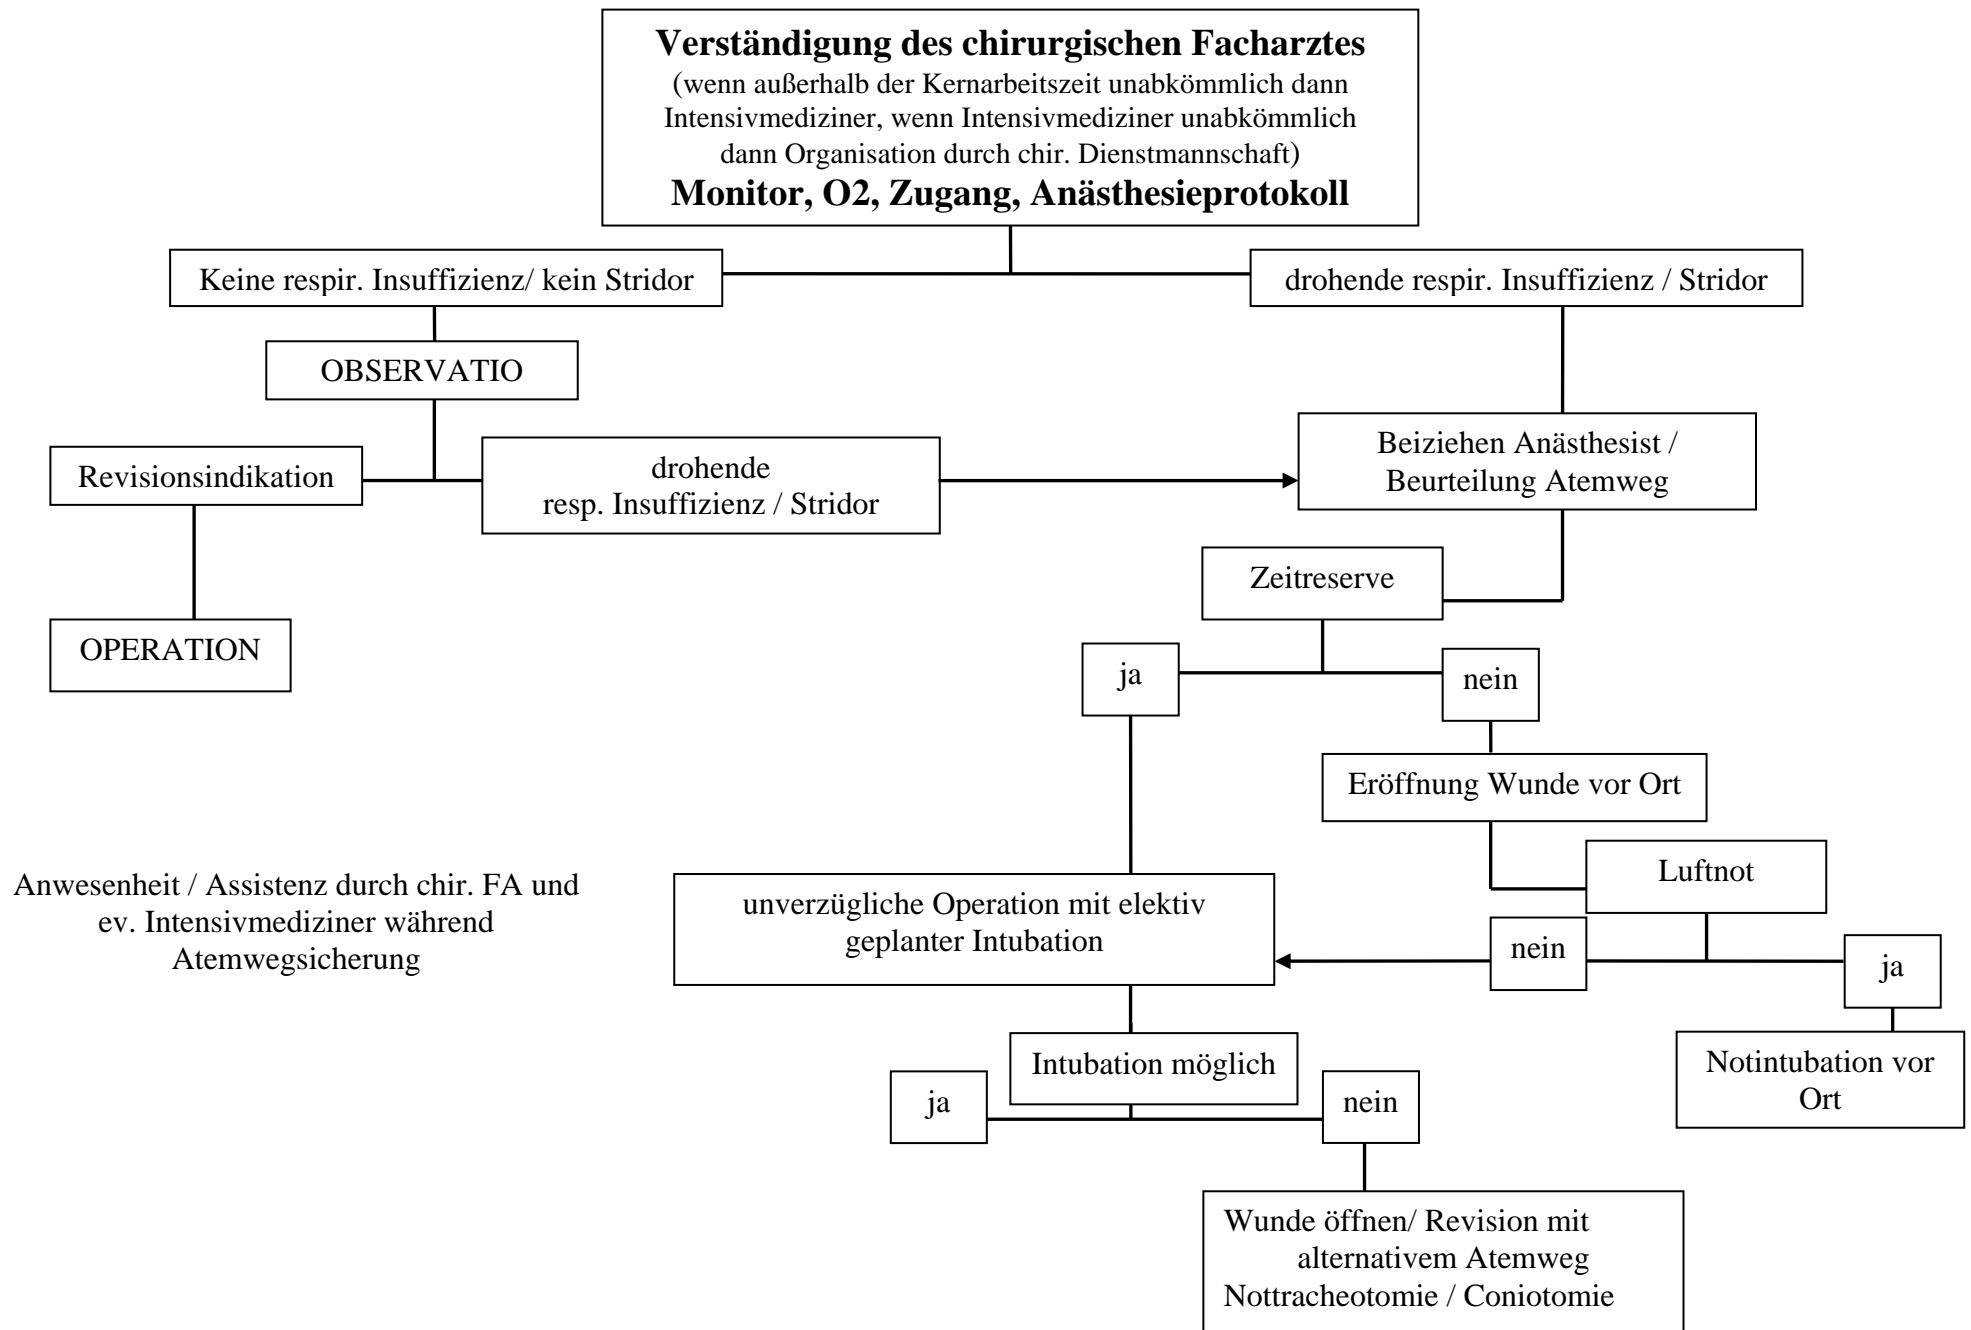 Verständigung des chirurgischen Facharztes
(wenn außerhalb der Kernarbeitszeit unabkömmlich dann
Intensivmediziner, wenn Intensivmediziner unabkömmlich
dann Organisation durch chir. Dienstmannschaft)
Monitor, O2, Zugang, Anästhesieprotokoll
Keine respir. Insuffizienz/ kein Stridor
drohende respir. Insuffizienz / Stridor
OBSERVATIO
Revisionsindikation
drohende
resp. Insuffizienz / Stridor
Beiziehen Anästhesist /
Beurteilung Atemweg
OPERATION
Zeitreserve
ja
nein
Eröffnung Wunde vor Ort
Luftnot
Anwesenheit / Assistenz durch chir. FA und
ev. Intensivmediziner während
Atemwegsicherung
unverzügliche Operation mit elektiv
geplanter Intubation
nein
ja
Notintubation vor
Ort
Intubation möglich
ja
nein
Wunde öffnen/ Revision mit
alternativem Atemweg
Nottracheotomie / Coniotomie